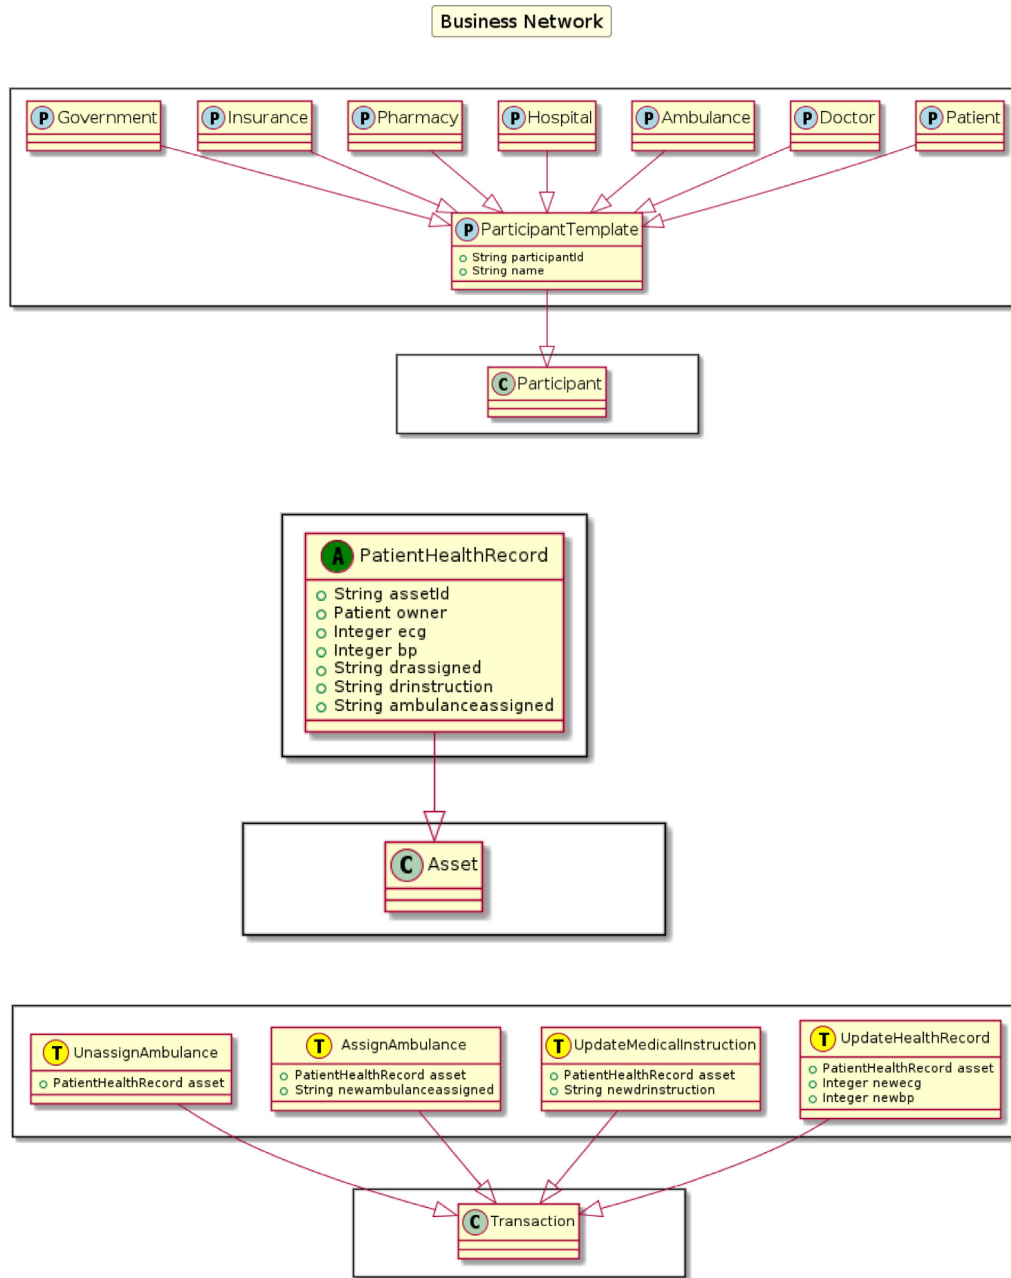 Business Network
P Government
P Insurance
P Pharmacy
P Hospital
P Ambulance
P Doctor
P Patient
P ParticipantTemplate
String participantId
String name
C Participant
A PatientHealthRecord
String assetId
Patient owner
Integer ecg
Integer bp
String drassigned
String drinstruction
String ambulanceassigned
C Asset
T UnassignAmbulance
PatientHealthRecord asset
T AssignAmbulance
PatientHealthRecord asset
String newambulanceassigned
T UpdateMedicalInstruction
PatientHealthRecord asset
String newdrinstruction
T UpdateHealthRecord
PatientHealthRecord asset
Integer newecg
Integer newbp
C Transaction